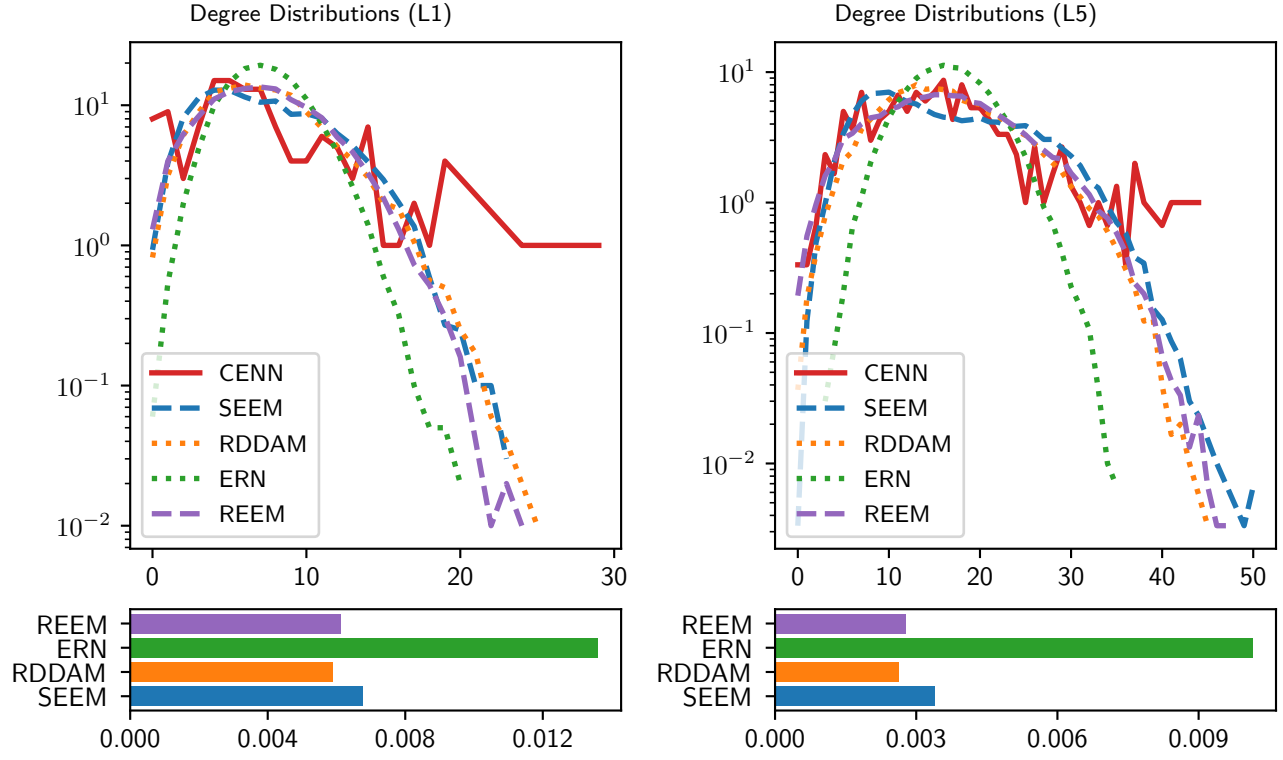 Degree Distributions (L1)
10^1
10^0
10^{-1}
10^{-2}
CENN
SEEM
RDDAM
ERN
REEM
0 10 20 30
REEM
ERN
RDDAM
SEEM
0.000 0.004 0.008 0.012
Degree Distributions (L5)
10^1
10^0
10^{-1}
10^{-2}
CENN
SEEM
RDDAM
ERN
REEM
0 10 20 30 40 50
REEM
ERN
RDDAM
SEEM
0.000 0.003 0.006 0.009